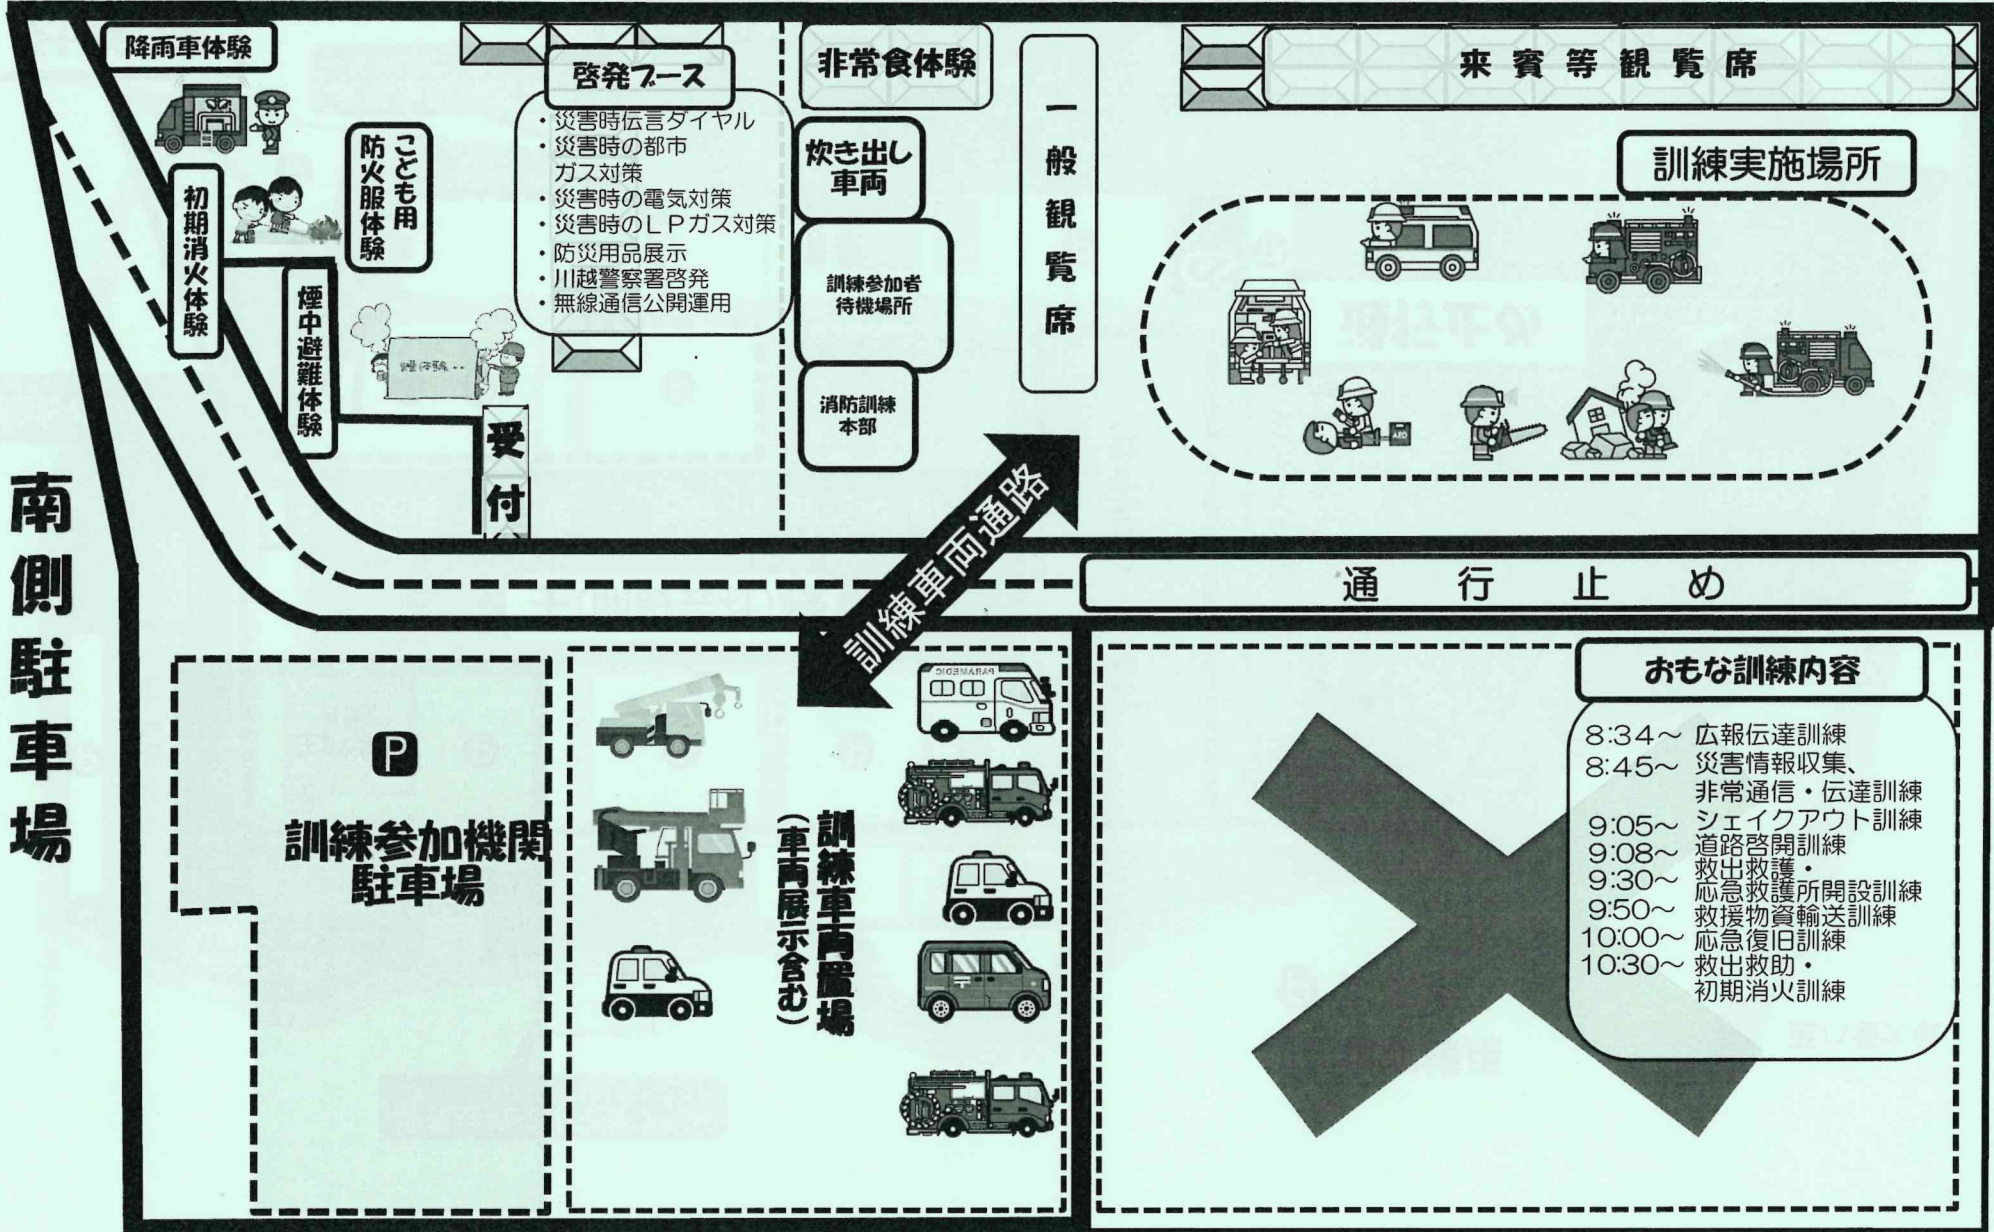 降雨車体験
啓発ブース
・災害時伝言ダイヤル
・災害時の都市
ガス対策
・災害時の電気対策
・災害時のLPガス対策
・防災用品展示
・川越警察署啓発
・無線通信公開運用
非常食体験
炊き出し
車両
訓練参加者
待機場所
消防訓練
本部
一般観覧席
来賓等観覧席
訓練実施場所
AED
こども用
防火服体験
初期消火体験
煙中避難体験
煙体験
受付
訓練車両通路
通行止め
南側駐車場
P
訓練参加機関
駐車場
訓練車両置場
(車両展示含む)
PARAMEDIC
〒
おもな訓練内容
8:34~ 広報伝達訓練
8:45~ 災害情報収集、
非常通信・伝達訓練
9:05~ シェイクアウト訓練
9:08~ 道路啓開訓練
9:30~ 救出救護・
応急救護所開設訓練
9:50~ 救援物資輸送訓練
10:00~ 応急復旧訓練
10:30~ 救出救助・
初期消火訓練